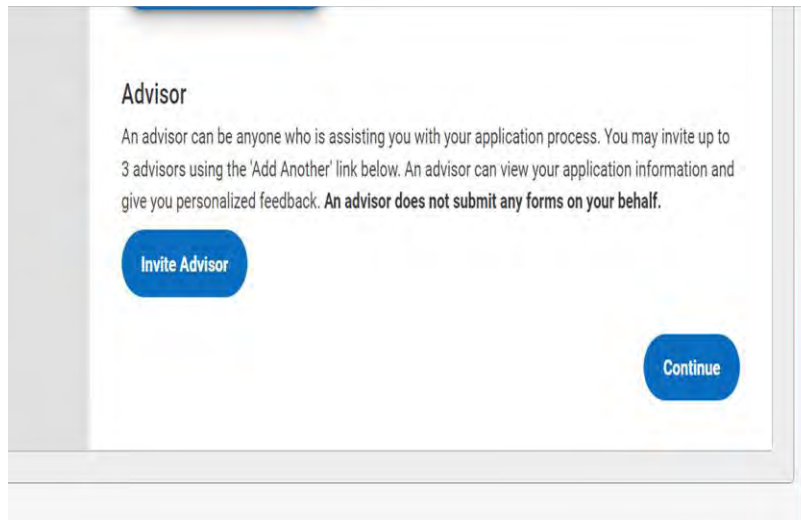 Advisor
An advisor can be anyone who is assisting you with your application process. You may invite up to
3 advisors using the 'Add Another' link below. An advisor can view your application information and
give you personalized feedback. An advisor does not submit any forms on your behalf.
Invite Advisor
Continue